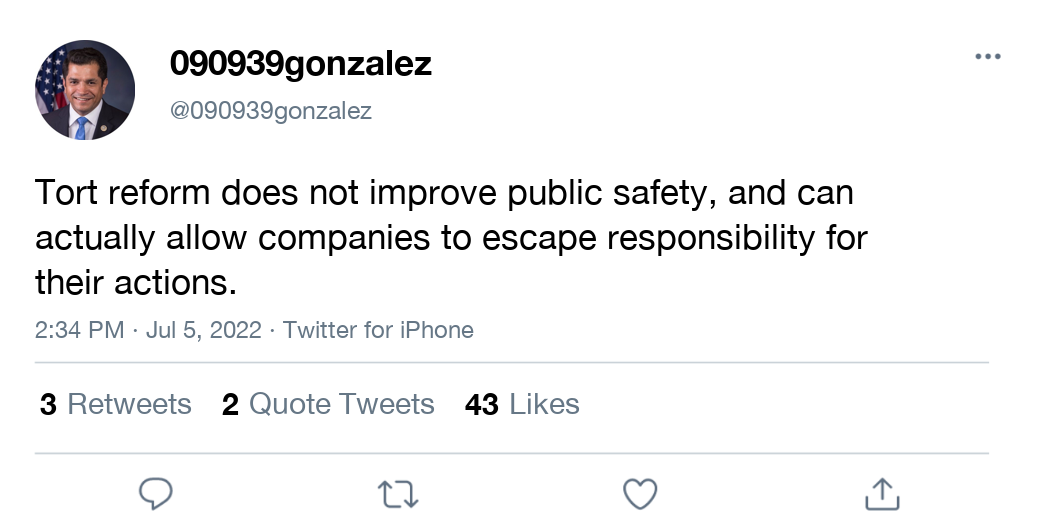 090939gonzalez
@090939gonzalez
Tort reform does not improve public safety, and can
actually allow companies to escape responsibility for
their actions.
2:34 PM · Jul 5, 2022 · Twitter for iPhone
3 Retweets 2 Quote Tweets 43 Likes